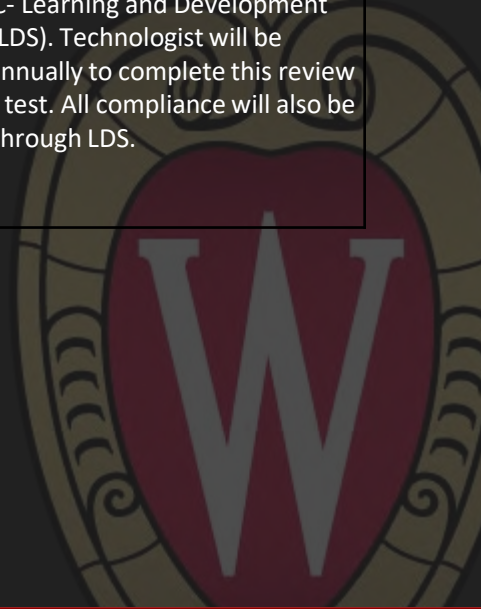 C- Learning and Development
LDS). Technologist will be
nnually to complete this review
test. All compliance will also be
hrough LDS.
W